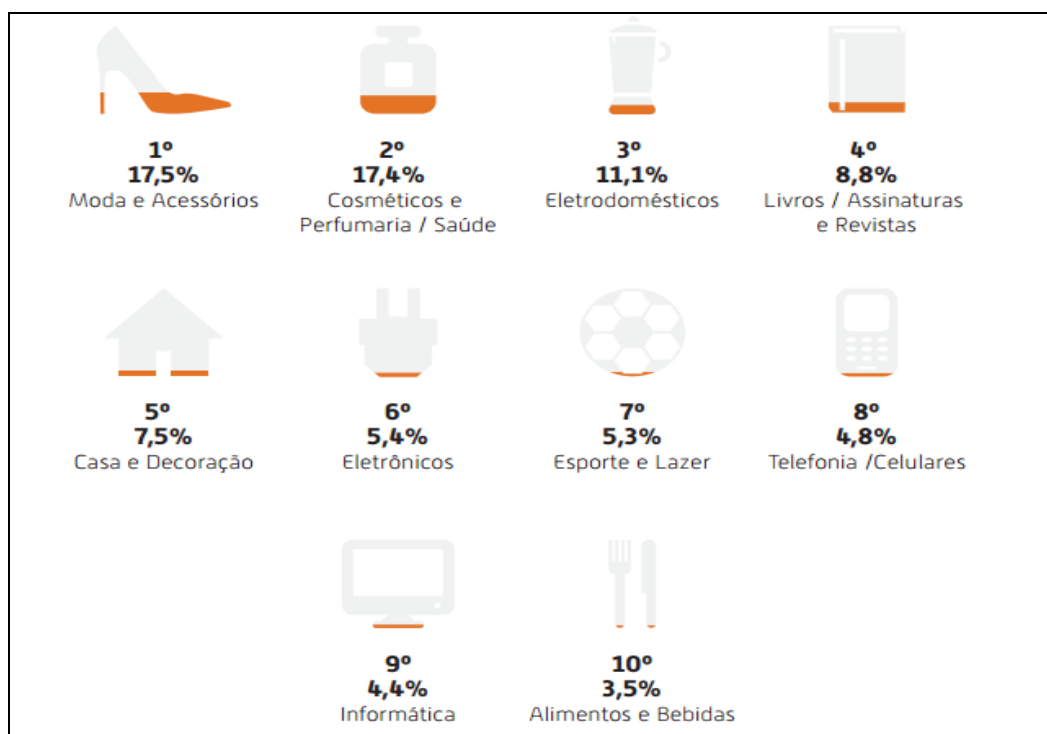 1º
17,5%
Moda e Acessórios
2º
17,4%
Cosméticos e
Perfumaria / Saúde
3º
11,1%
Eletrodomésticos
4º
8,8%
Livros / Assinaturas
e Revistas
5º
7,5%
Casa e Decoração
6º
5,4%
Eletrônicos
7º
5,3%
Esporte e Lazer
8º
4,8%
Telefonia /Celulares
9º
4,4%
Informática
10º
3,5%
Alimentos e Bebidas